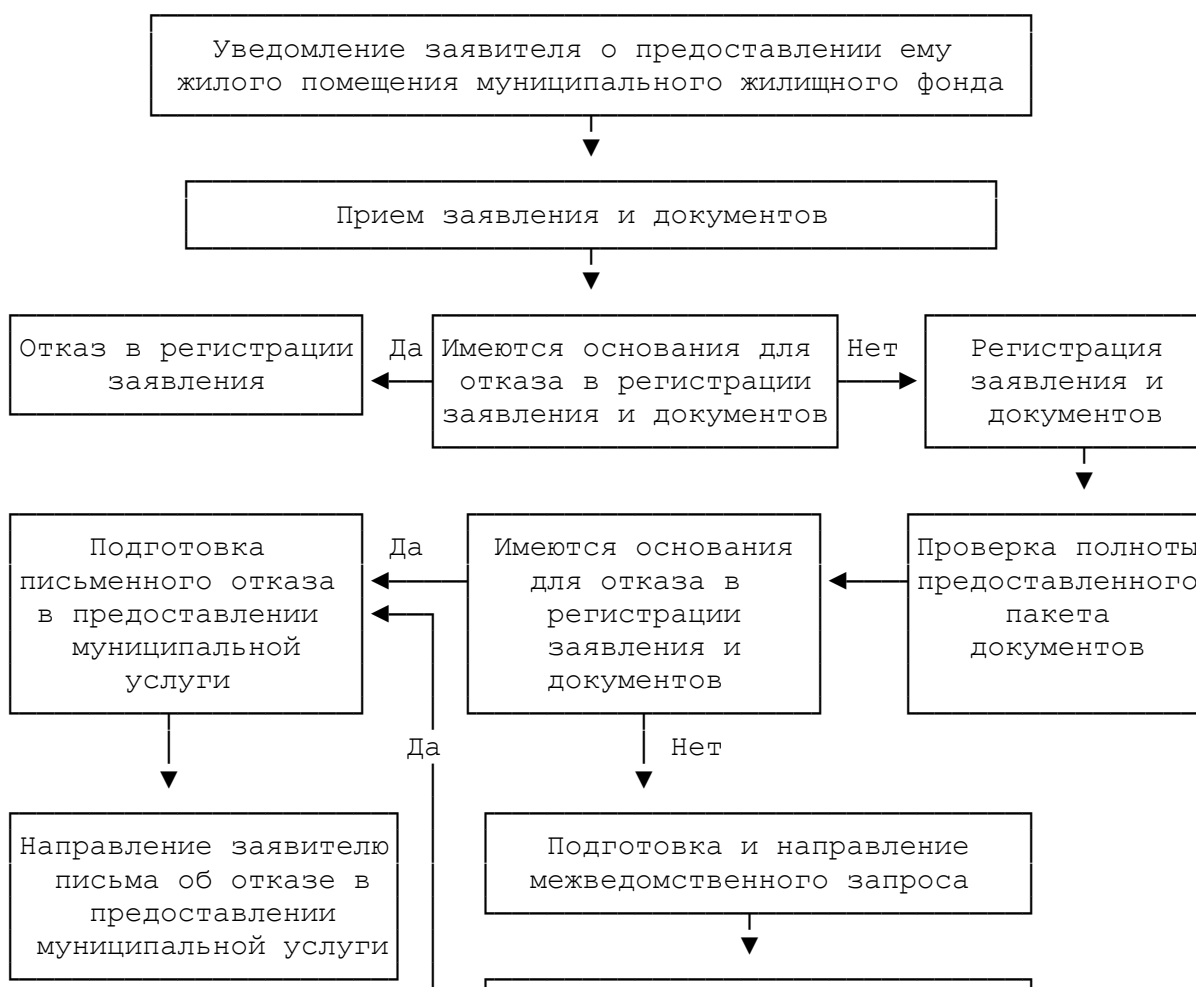 Уведомление заявителя о предоставлении ему
жилого помещения муниципального жилищного фонда
Прием заявления и документов
Отказ в регистрации
заявления
Да
Имеются основания для
отказа в регистрации
заявления и документов
Нет
Регистрация
заявления и
документов
Подготовка
письменного отказа
в предоставлении
муниципальной
услуги
Да
Имеются основания
для отказа в
регистрации
заявления и
документов
Проверка полноты
предоставленного
пакета
документов
Да
Нет
Направление заявителю
письма об отказе в
предоставлении
муниципальной услуги
Подготовка и направление
межведомственного запроса